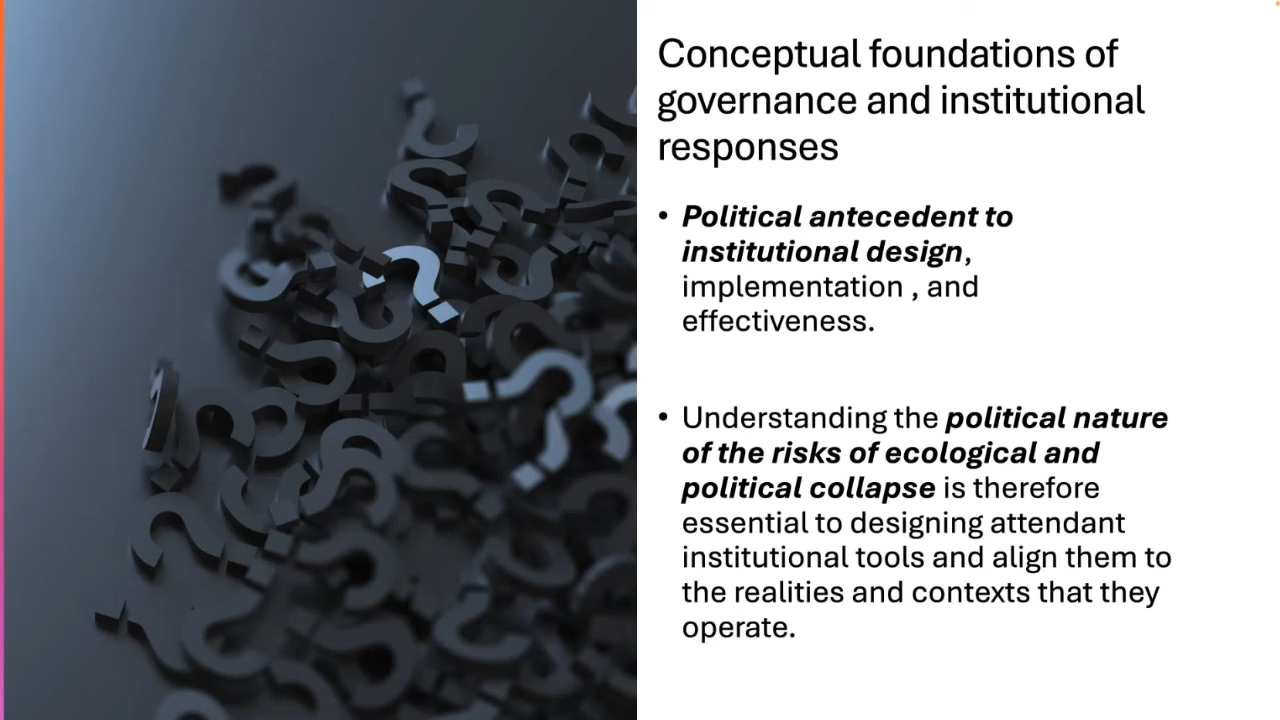 Conceptual foundations of
governance and institutional
responses
• Political antecedent to
institutional design,
implementation , and
effectiveness.
• Understanding the political nature
of the risks of ecological and
political collapse is therefore
essential to designing attendant
institutional tools and align them to
the realities and contexts that they
operate.